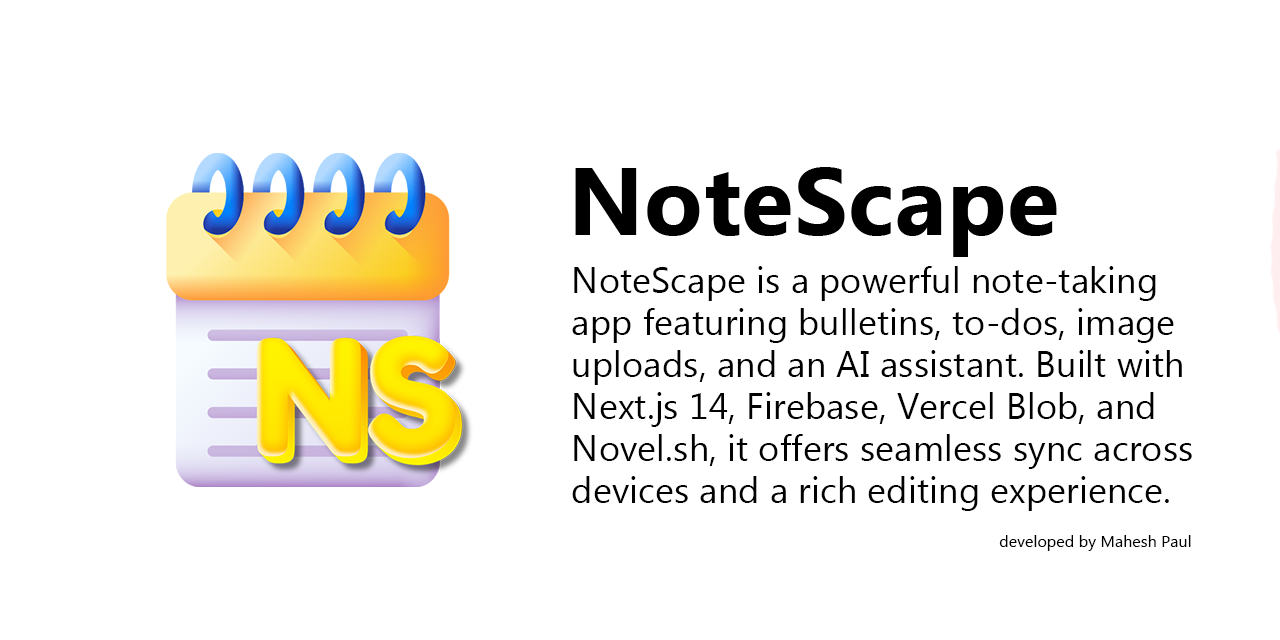 NS
NoteScape
NoteScape is a powerful note-taking
app featuring bulletins, to-dos, image
uploads, and an AI assistant. Built with
Next.js 14, Firebase, Vercel Blob, and
Novel.sh, it offers seamless sync across
devices and a rich editing experience.
developed by Mahesh Paul